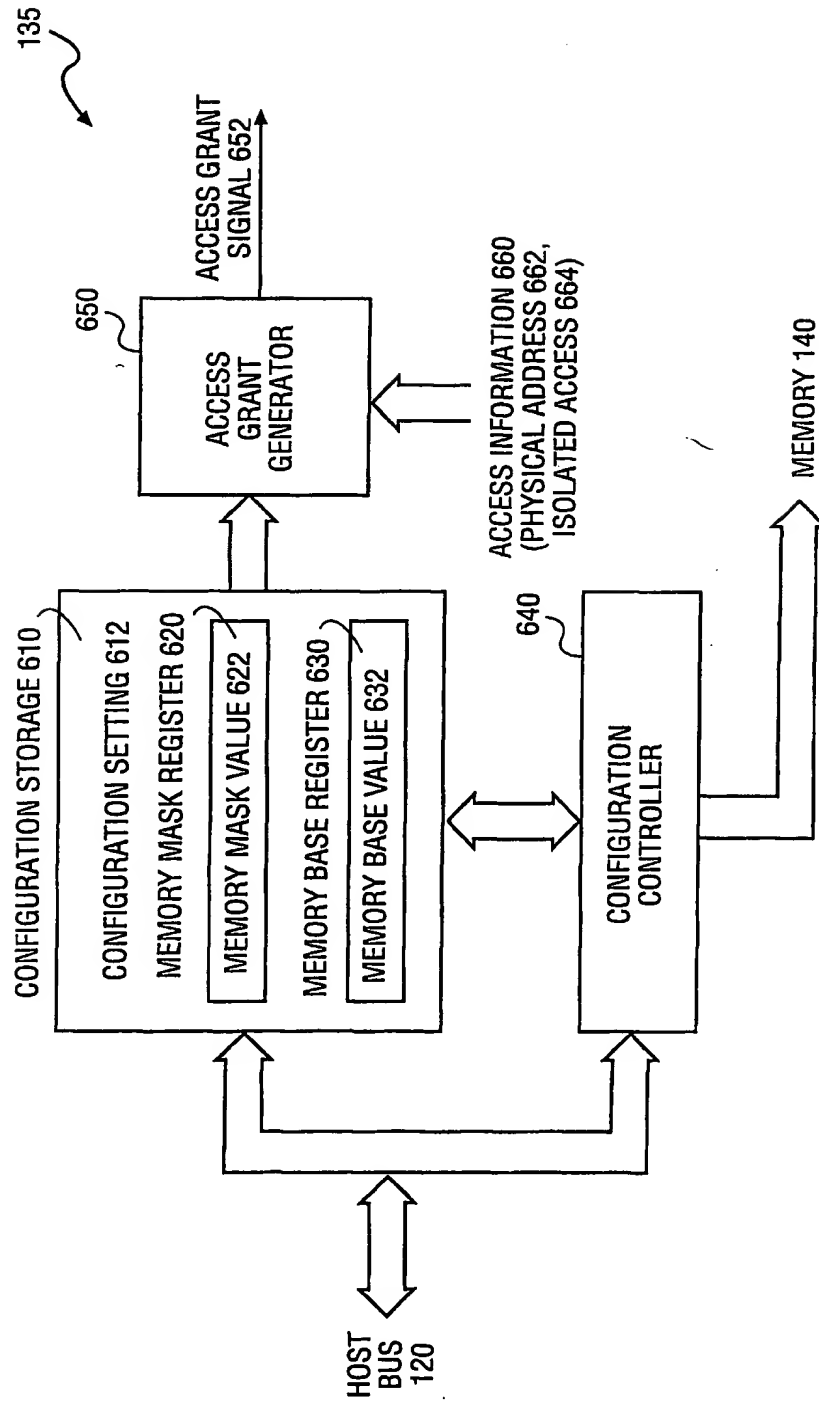 135
CONFIGURATION STORAGE 610
CONFIGURATION SETTING 612
MEMORY MASK REGISTER 620
MEMORY MASK VALUE 622
MEMORY BASE REGISTER 630
MEMORY BASE VALUE 632
650
ACCESS
GRANT
GENERATOR
ACCESS GRANT
SIGNAL 652
HOST
BUS
120
ACCESS INFORMATION 660
(PHYSICAL ADDRESS 662,
ISOLATED ACCESS 664)
640
CONFIGURATION
CONTROLLER
MEMORY 140